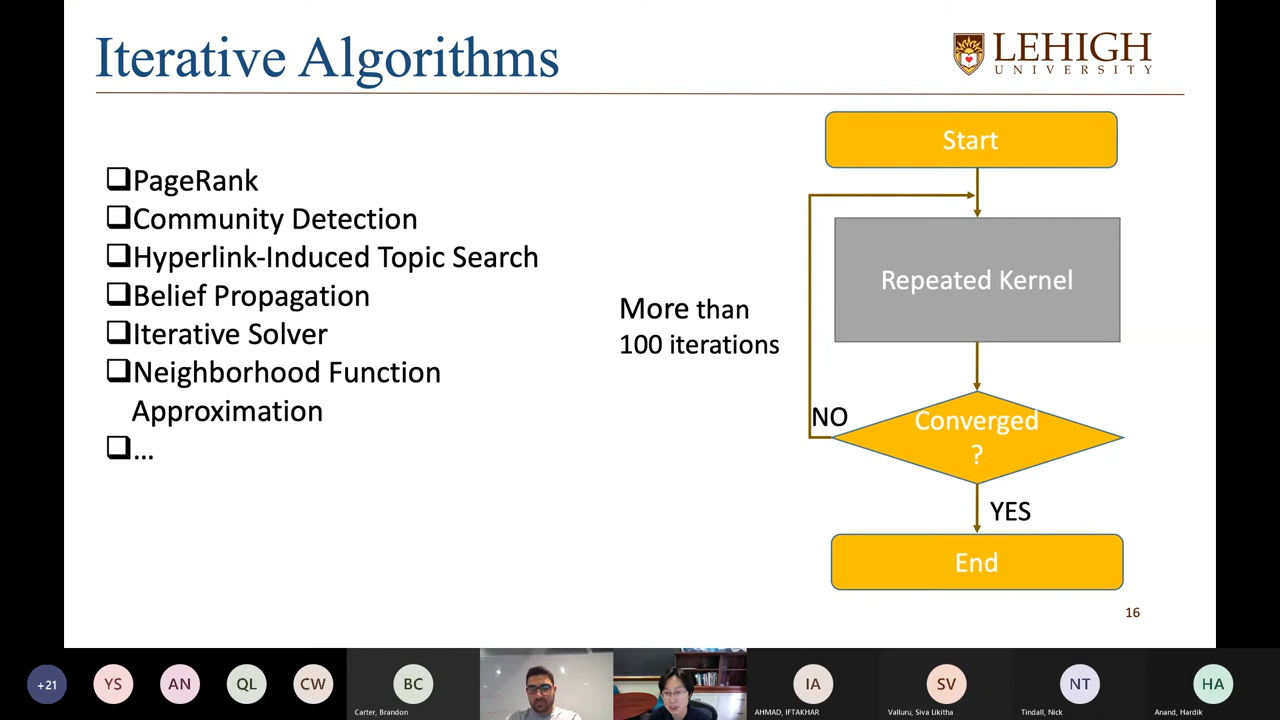 Iterative Algorithms
LEHIGH
UNIVERSITY
PageRank
Community Detection
Hyperlink-Induced Topic Search
Belief Propagation
Iterative Solver
Neighborhood Function
Approximation
...
More than
100 iterations
Start
Repeated Kernel
Converged
?
NO
YES
End
16
+21
YS
AN
QL
CW
BC
Carter, Brandon
IA
AHMAD, IFTAKHAR
SV
Valluru, Siva Likitha
NT
Tindall, Nick
HA
Anand, Hardik